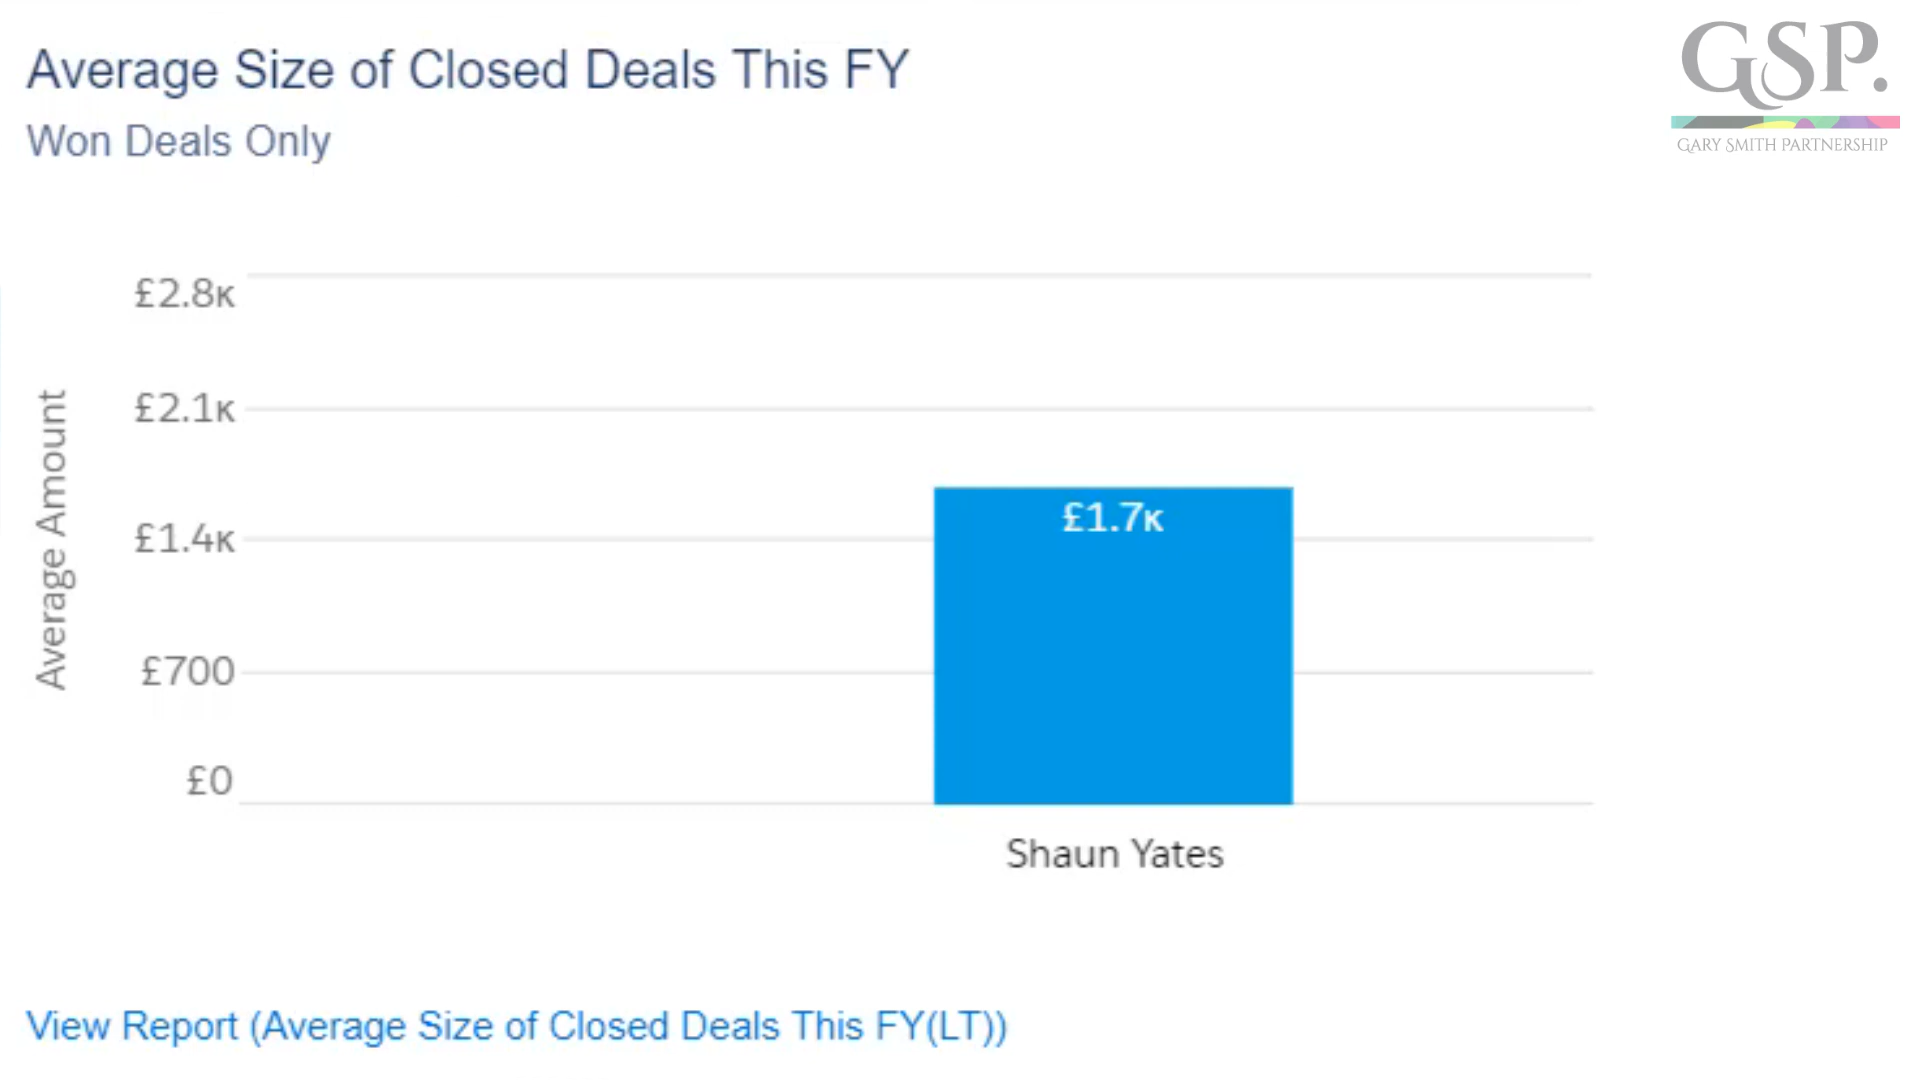 Average Size of Closed Deals This FY
Won Deals Only
GSP.
GARY SMITH PARTNERSHIP
£2.8K
£2.1K
£1.4K
£700
£0
Average Amount
£1.7K
Shaun Yates
View Report (Average Size of Closed Deals This FY(LT))